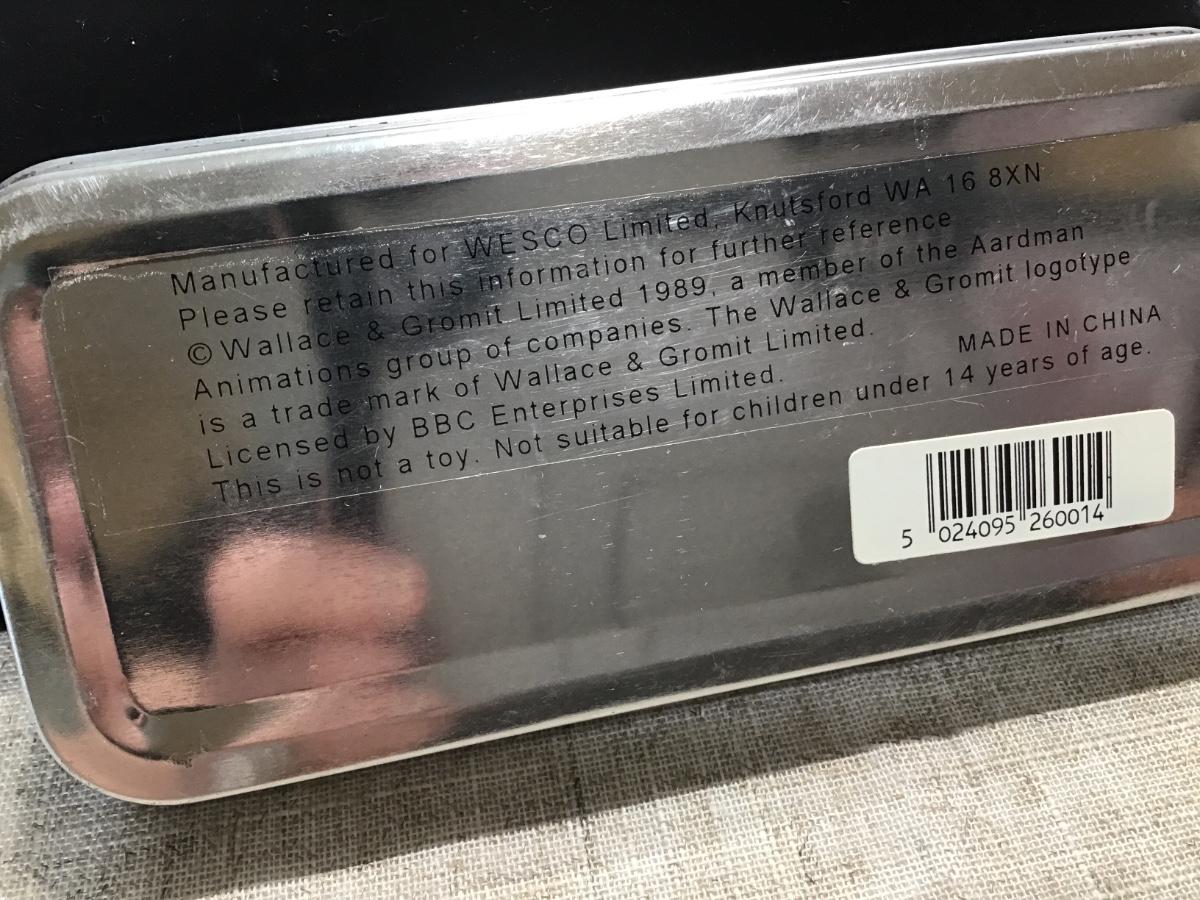 Manufactured for WESCO Limited, Knutsford WA 16 8XN
Please retain this information for further reference
© Wallace & Gromit Limited 1989, a member of the Aardman
Animations group of companies. The Wallace & Gromit logotype
is a trade mark of Wallace & Gromit Limited.
Licensed by BBC Enterprises Limited. MADE IN CHINA
This is not a toy. Not suitable for children under 14 years of age.
5 024095 260014